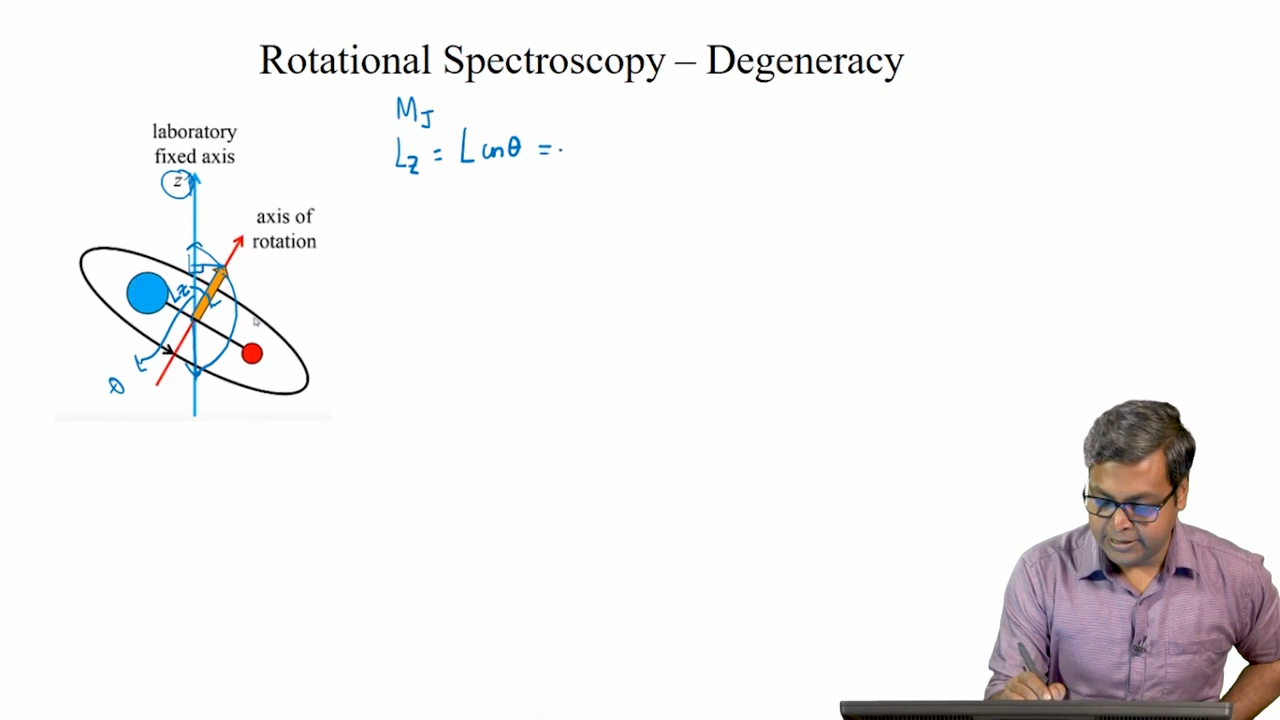 Rotational Spectroscopy – Degeneracy
M_J
L_z = L cos θ = .
laboratory
fixed axis
z
axis of
rotation
θ